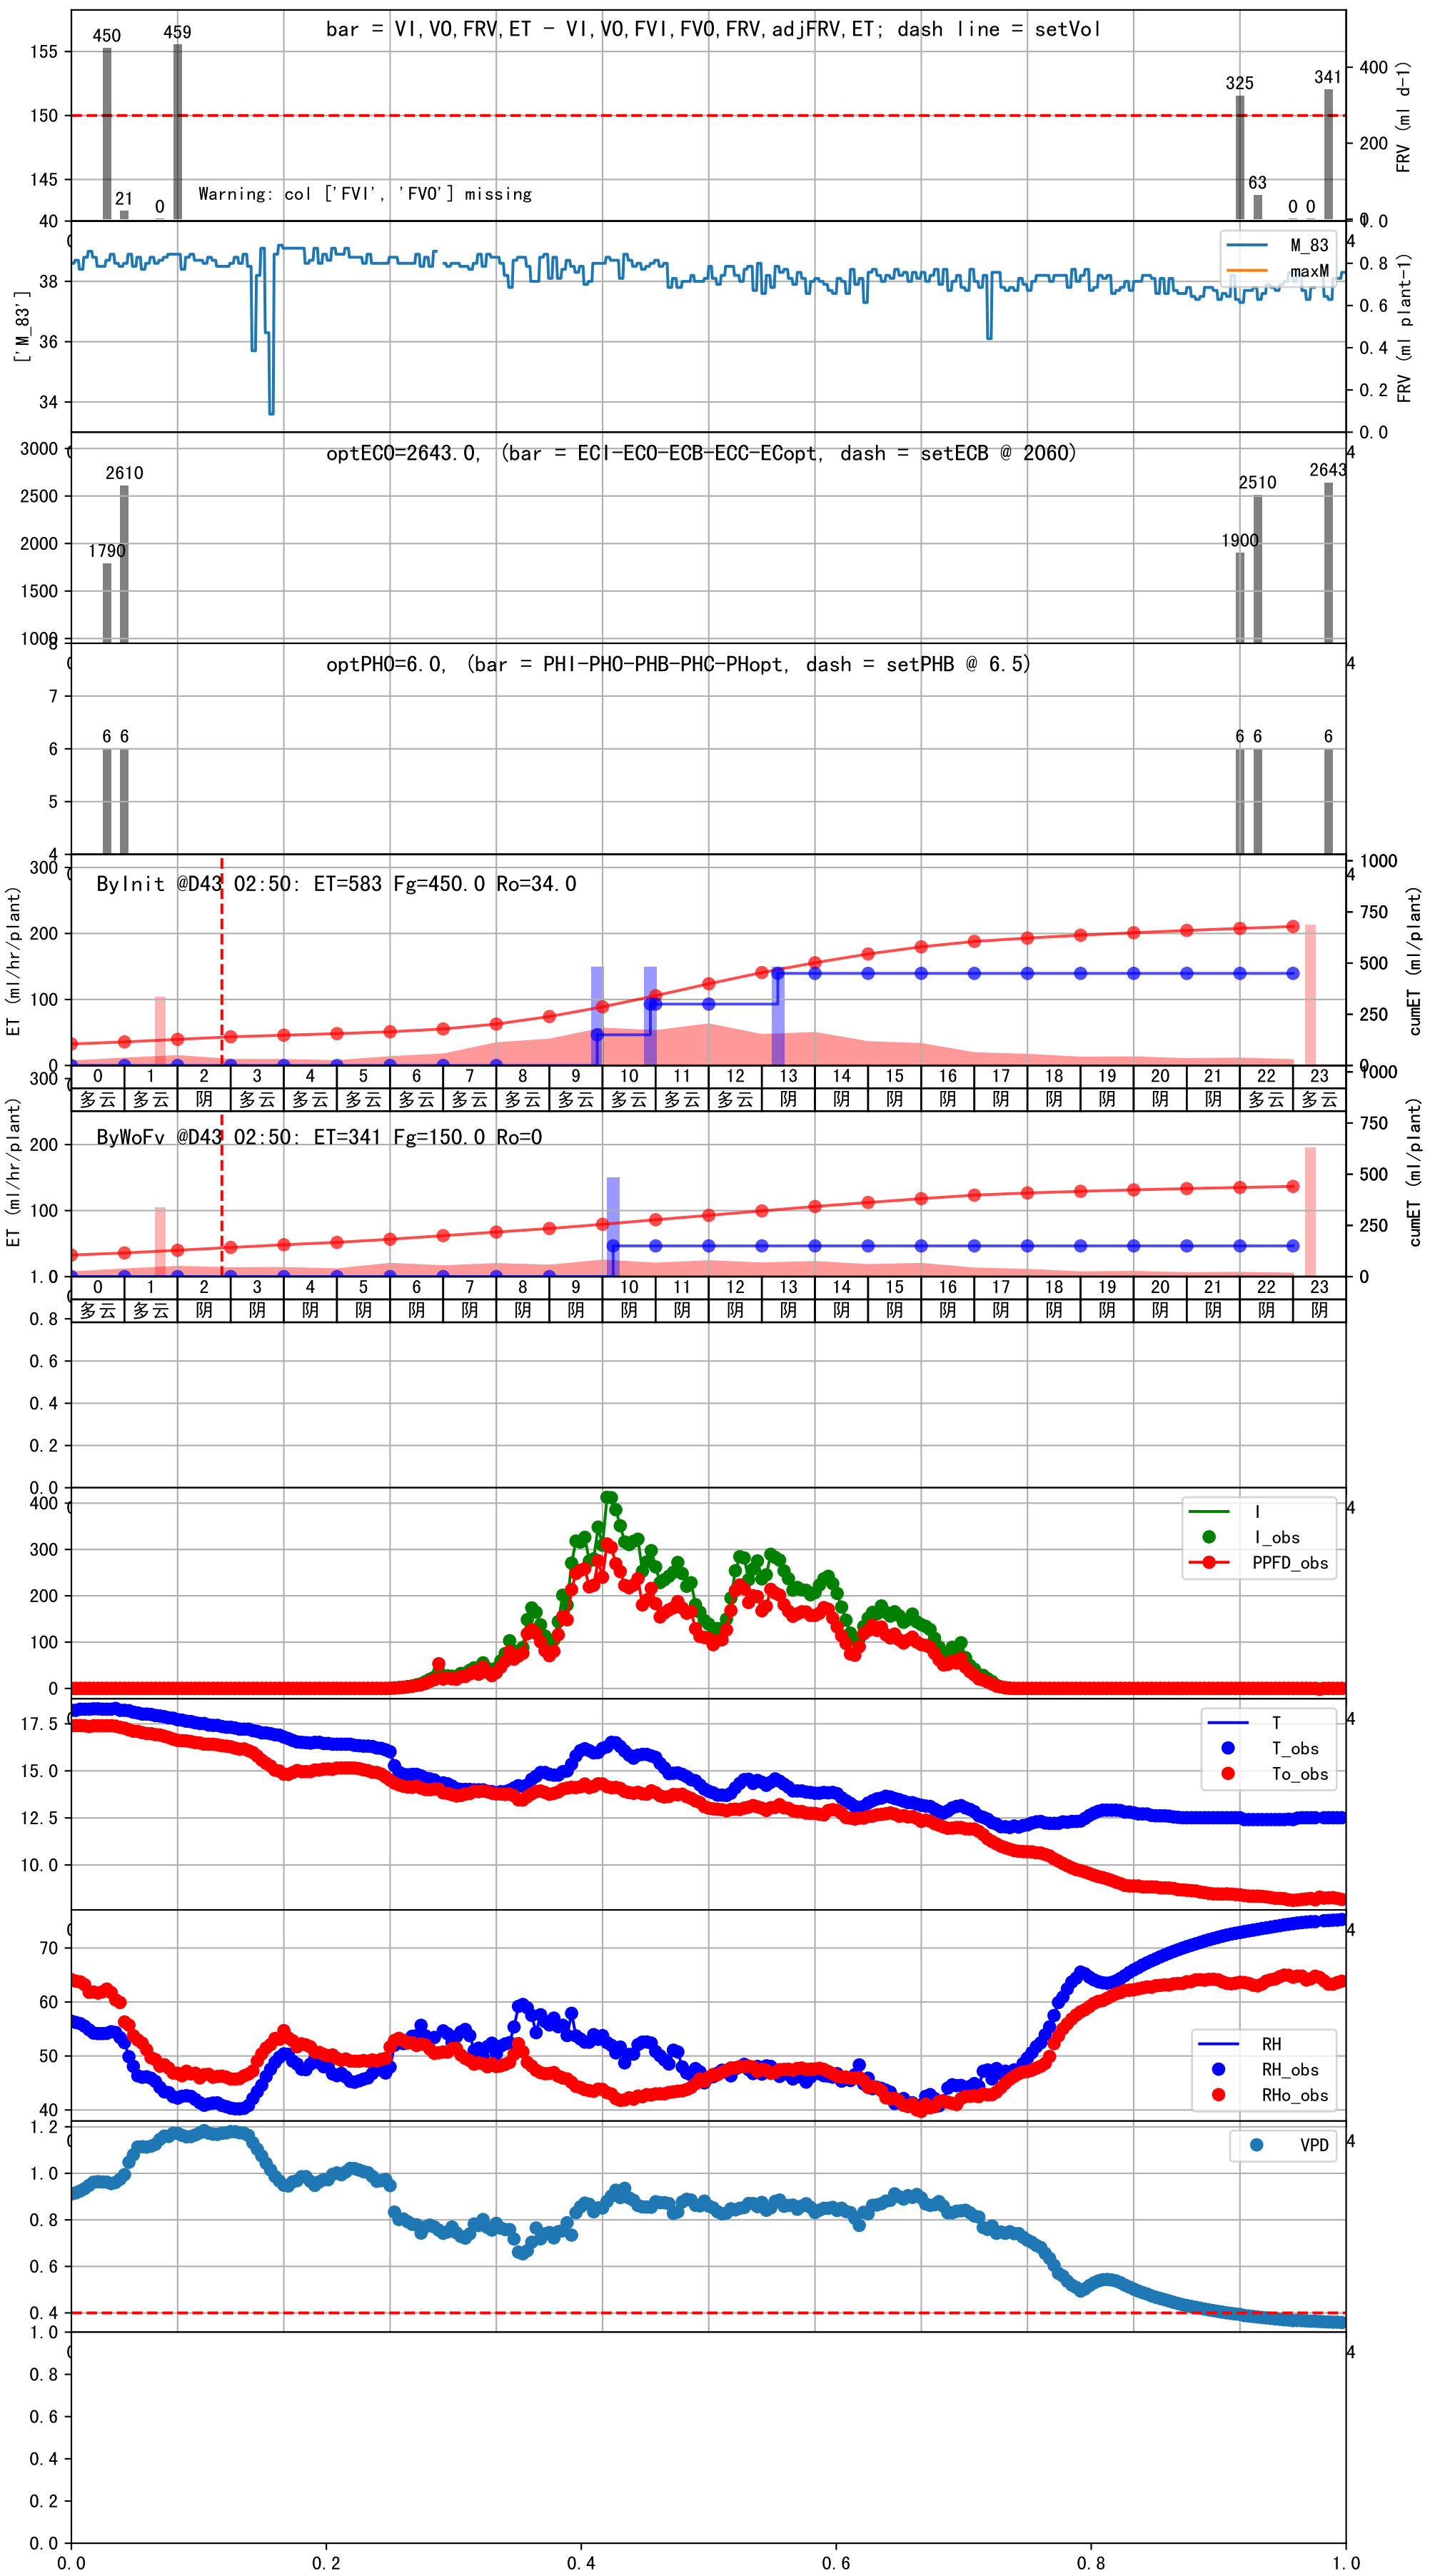 bar = VI,VO,FRV,ET - VI,VO,FVI,FVO,FRV,adjFRV,ET; dash line = setVol
450 21 0 459 325 63 0 0 341
155 150 145
400 200 0
FRV (ml d-1)
Warning: col ['FVI', 'FVO'] missing
40 38 36 34
['M_83']
M_83
maxM
1.0 0.8 0.6 0.4 0.2 0.0
FRV (ml plant-1)
optECO=2643.0, (bar = ECI-ECO-ECB-ECC-ECopt, dash = setECB @ 2060)
3000 2500 2000 1500 1000
1790 2610 1900 2510 2643
optPHO=6.0, (bar = PHI-PHO-PHB-PHC-PHopt, dash = setPHB @ 6.5)
8 7 6 5 4
6 6 6 6 6
ByInit @D43 02:50: ET=583 Fg=450.0 Ro=34.0
300 200 100 0
ET (ml/hr/plant)
1000 750 500 250 0
cumET (ml/plant)
0 1 2 3 4 5 6 7 8 9 10 11 12 13 14 15 16 17 18 19 20 21 22 23
多云 多云 阴 多云 多云 多云 多云 多云 多云 多云 多云 多云 多云 阴 阴 阴 阴 阴 阴 阴 阴 阴 多云 多云
ByWoFv @D43 02:50: ET=341 Fg=150.0 Ro=0
300 200 100
ET (ml/hr/plant)
1000 750 500 250 0
cumET (ml/plant)
0 1 2 3 4 5 6 7 8 9 10 11 12 13 14 15 16 17 18 19 20 21 22 23
多云 多云 阴 阴 阴 阴 阴 阴 阴 阴 阴 阴 阴 阴 阴 阴 阴 阴 阴 阴 阴 阴 阴 阴
1.0 0.8 0.6 0.4 0.2 0.0
400 300 200 100 0
I
I_obs
PPFD_obs
17.5 15.0 12.5 10.0
T
T_obs
To_obs
70 60 50 40
RH
RH_obs
RHo_obs
1.2 1.0 0.8 0.6 0.4
VPD
1.0 0.8 0.6 0.4 0.2 0.0
0.0 0.2 0.4 0.6 0.8 1.0